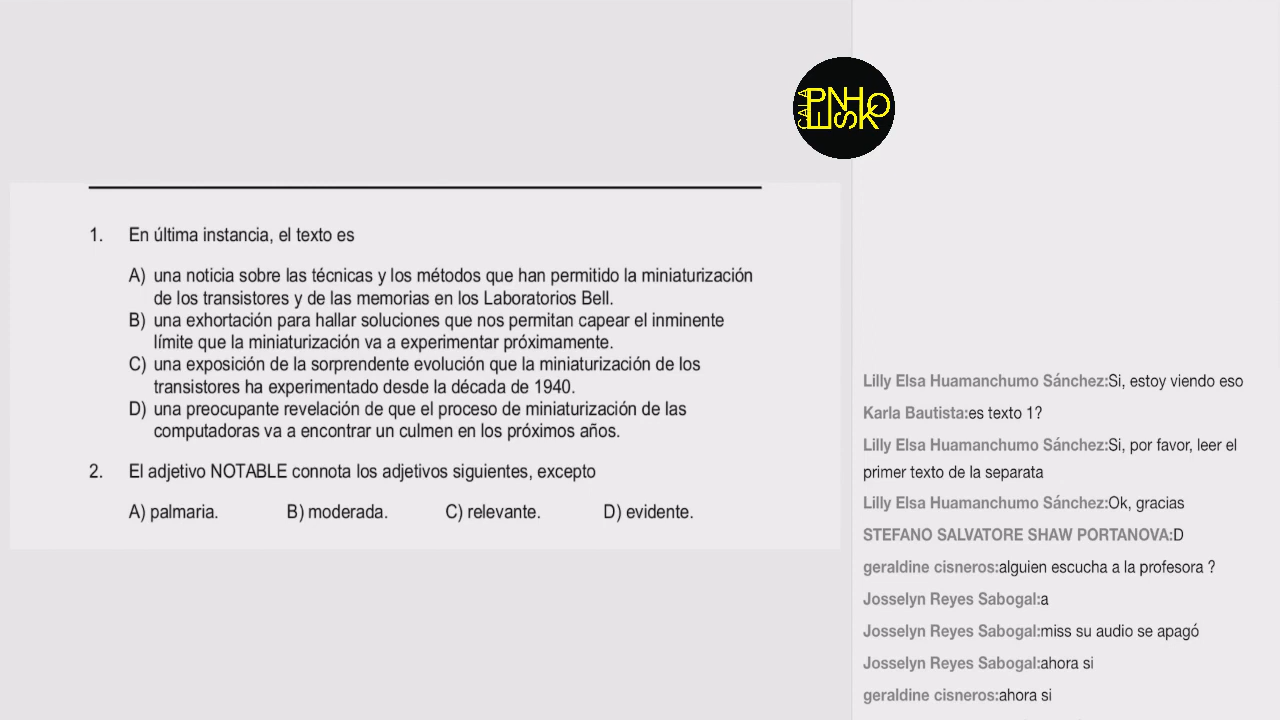 CALA
PENHSKO
1. En última instancia, el texto es
A) una noticia sobre las técnicas y los métodos que han permitido la miniaturización
de los transistores y de las memorias en los Laboratorios Bell.
B) una exhortación para hallar soluciones que nos permitan capear el inminente
límite que la miniaturización va a experimentar próximamente.
C) una exposición de la sorprendente evolución que la miniaturización de los
transistores ha experimentado desde la década de 1940.
D) una preocupante revelación de que el proceso de miniaturización de las
computadoras va a encontrar un culmen en los próximos años.
2. El adjetivo NOTABLE connota los adjetivos siguientes, excepto
A) palmaria. B) moderada. C) relevante. D) evidente.
Lilly Elsa Huamanchumo Sánchez:Si, estoy viendo eso
Karla Bautista:es texto 1?
Lilly Elsa Huamanchumo Sánchez:Si, por favor, leer el
primer texto de la separata
Lilly Elsa Huamanchumo Sánchez:Ok, gracias
STEFANO SALVATORE SHAW PORTANOVA:D
geraldine cisneros:alguien escucha a la profesora ?
Josselyn Reyes Sabogal:a
Josselyn Reyes Sabogal:miss su audio se apagó
Josselyn Reyes Sabogal:ahora si
geraldine cisneros:ahora si